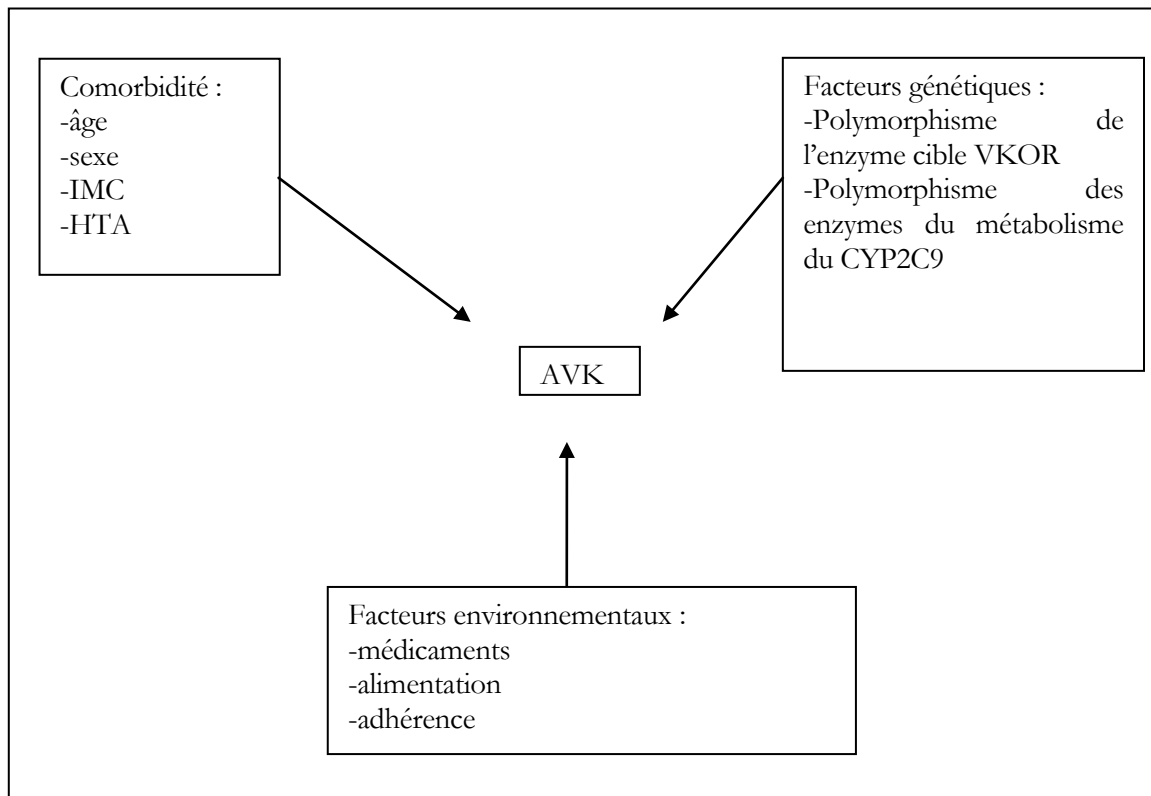 Comorbidité :
-âge
-sexe
-IMC
-HTA
Facteurs génétiques :
-Polymorphisme de
l’enzyme cible VKOR
-Polymorphisme des
enzymes du métabolisme
du CYP2C9
AVK
Facteurs environnementaux :
-médicaments
-alimentation
-adhérence